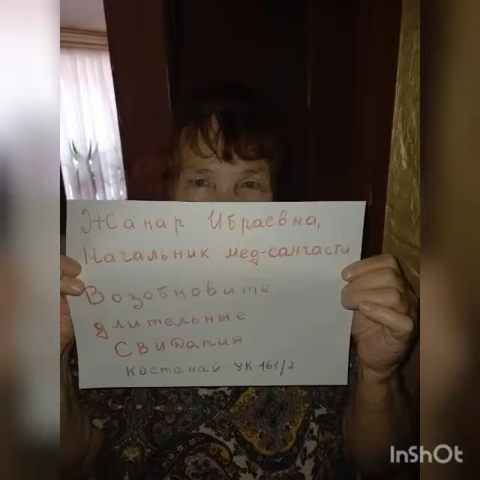 Жанар Ибраевна,
Начальник мед-санчасти
Возобновите
длительные
свидания
Костанай УК 161/2
InShOt